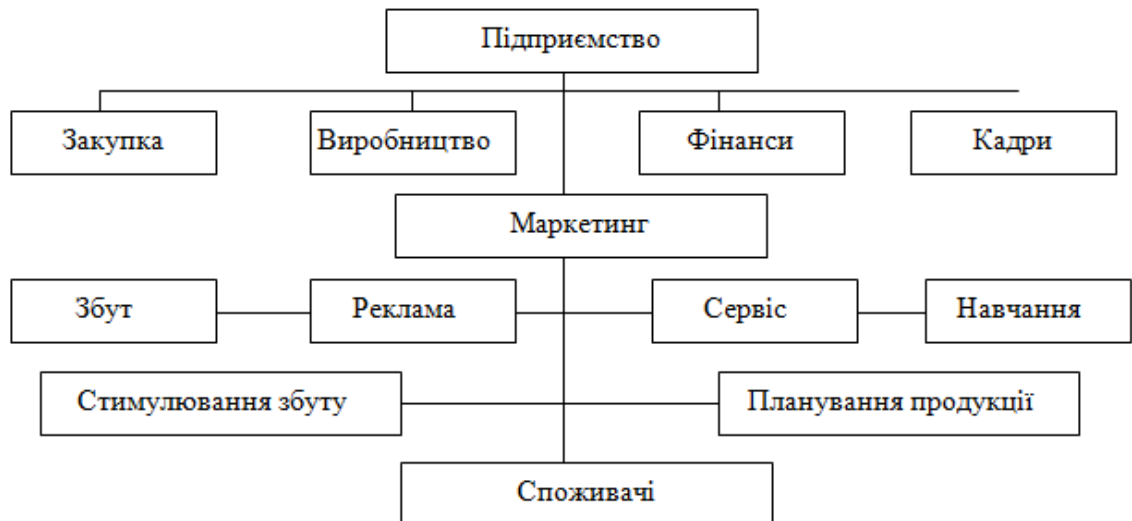 Підприємство
Закупка
Виробництво
Фінанси
Кадри
Маркетинг
Збут
Реклама
Сервіс
Навчання
Стимулювання збуту
Планування продукції
Споживачі